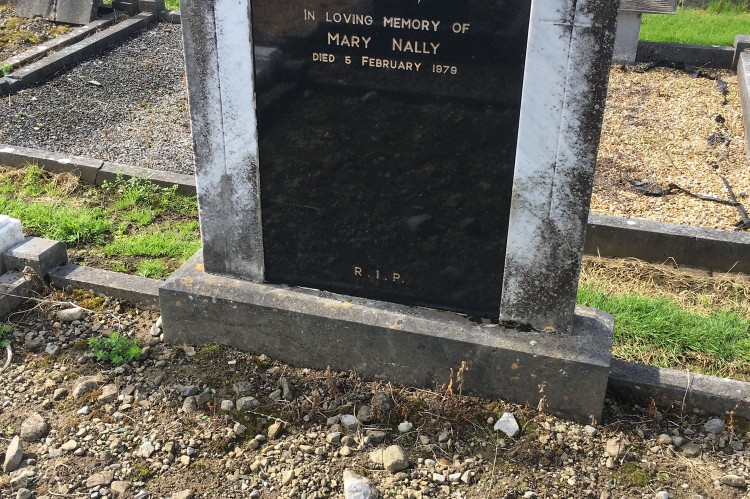 IN LOVING MEMORY OF
MARY NALLY
DIED 5 FEBRUARY 1979
R.I.P.